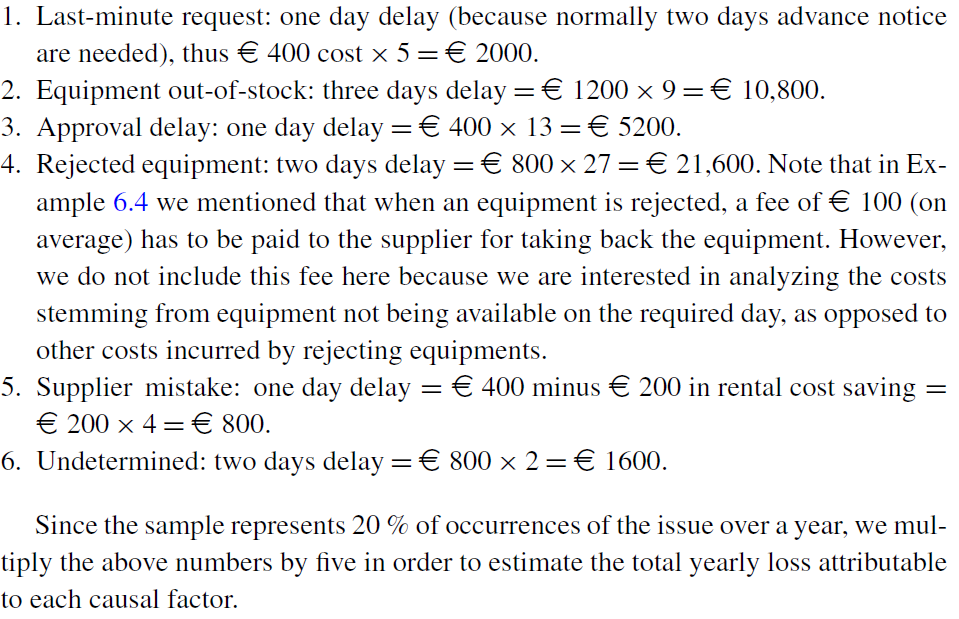 1. Last-minute request: one day delay (because normally two days advance notice
are needed), thus € 400 cost × 5 = € 2000.
2. Equipment out-of-stock: three days delay = € 1200 × 9 = € 10,800.
3. Approval delay: one day delay = € 400 × 13 = € 5200.
4. Rejected equipment: two days delay = € 800 × 27 = € 21,600. Note that in Ex-
ample 6.4 we mentioned that when an equipment is rejected, a fee of € 100 (on
average) has to be paid to the supplier for taking back the equipment. However,
we do not include this fee here because we are interested in analyzing the costs
stemming from equipment not being available on the required day, as opposed to
other costs incurred by rejecting equipments.
5. Supplier mistake: one day delay = € 400 minus € 200 in rental cost saving =
€ 200 × 4 = € 800.
6. Undetermined: two days delay = € 800 × 2 = € 1600.
Since the sample represents 20 % of occurrences of the issue over a year, we mul-
tiply the above numbers by five in order to estimate the total yearly loss attributable
to each causal factor.